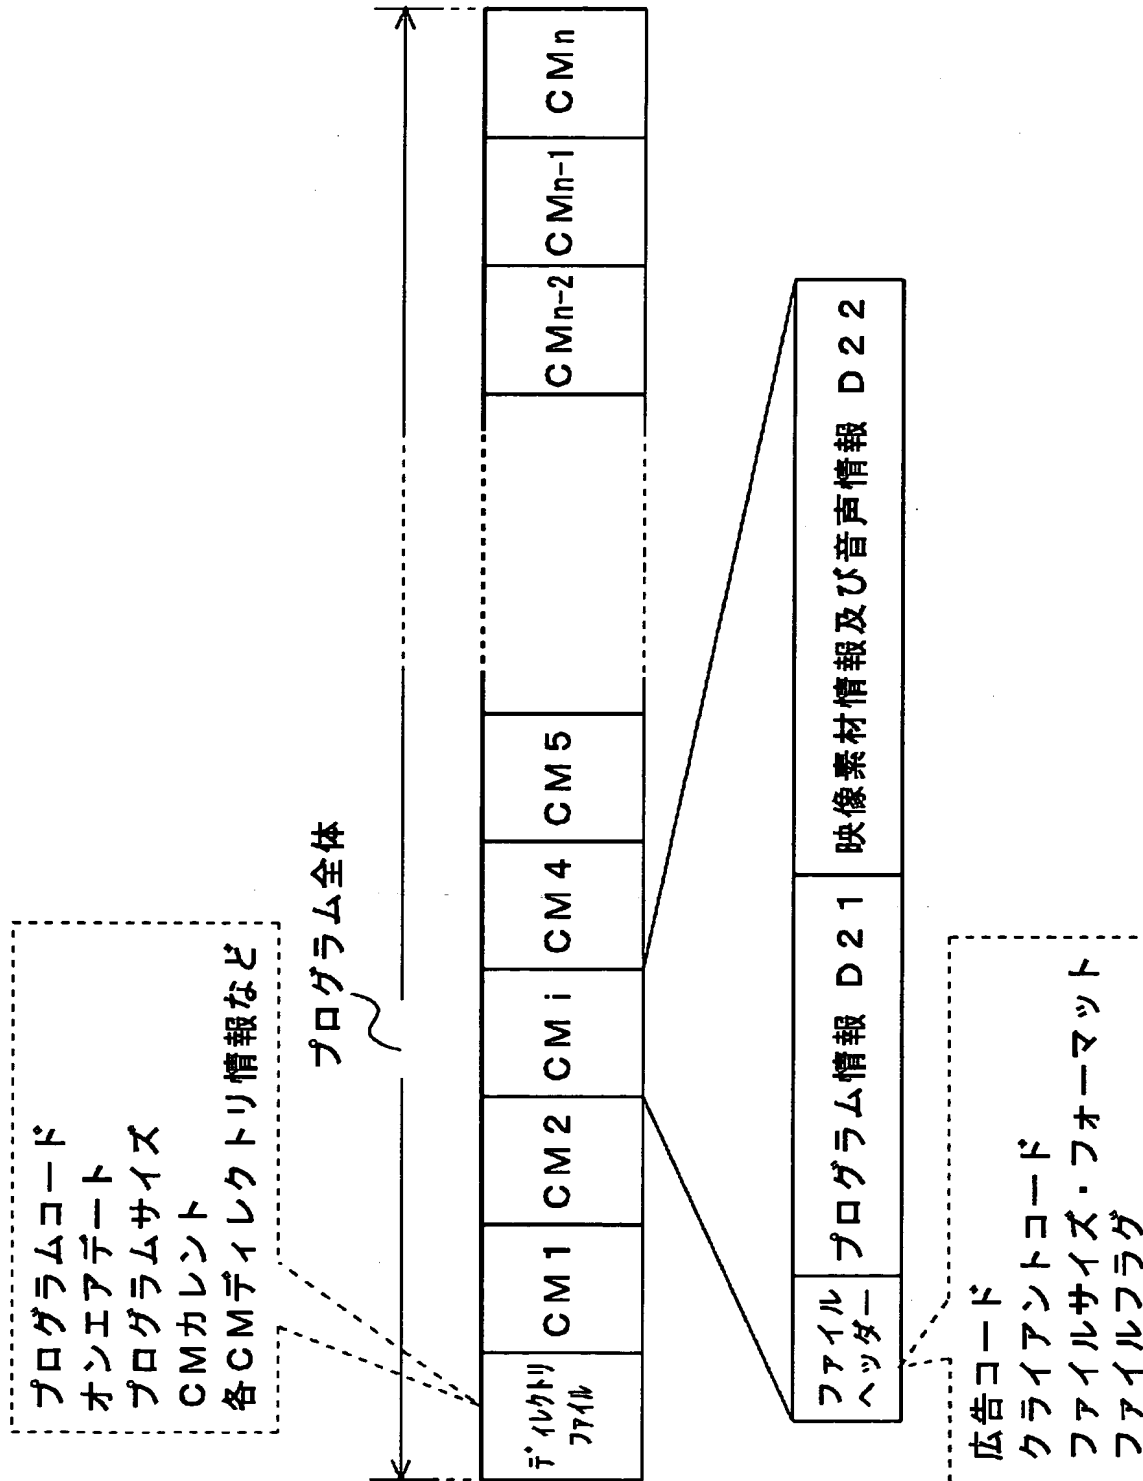 プログラムコード
オンエアデート
プログラムサイズ
CMカレント
各CMディレクトリ情報など
プログラム全体
ディレクトリ
ファイル
CM1
CM2
CMi
CM4
CM5
CMn-2
CMn-1
CMn
ファイル
ヘッダー
プログラム情報 D21
映像素材情報及び音声情報 D22
広告コード
クライアントコード
ファイルサイズ・フォーマット
ファイルフラグ